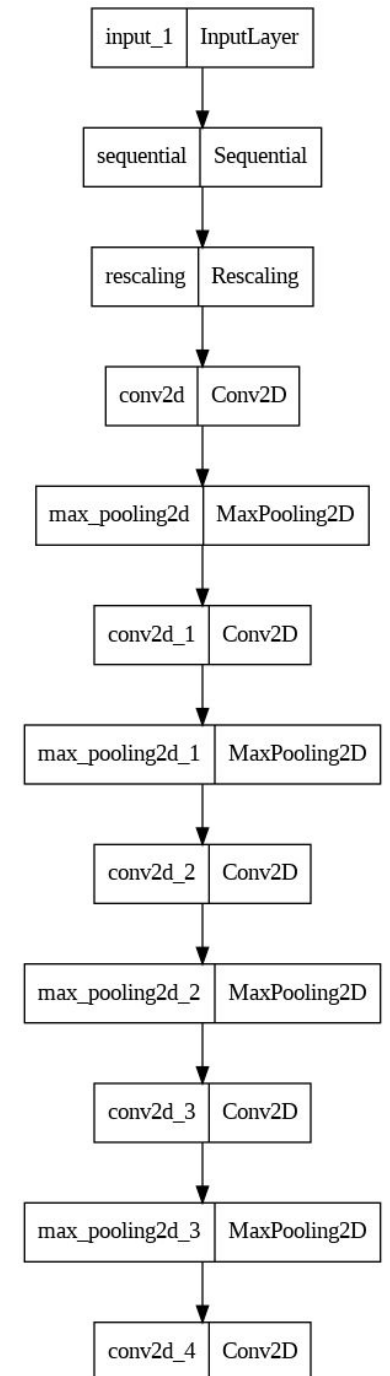 input_1 InputLayer
sequential Sequential
rescaling Rescaling
conv2d Conv2D
max_pooling2d MaxPooling2D
conv2d_1 Conv2D
max_pooling2d_1 MaxPooling2D
conv2d_2 Conv2D
max_pooling2d_2 MaxPooling2D
conv2d_3 Conv2D
max_pooling2d_3 MaxPooling2D
conv2d_4 Conv2D